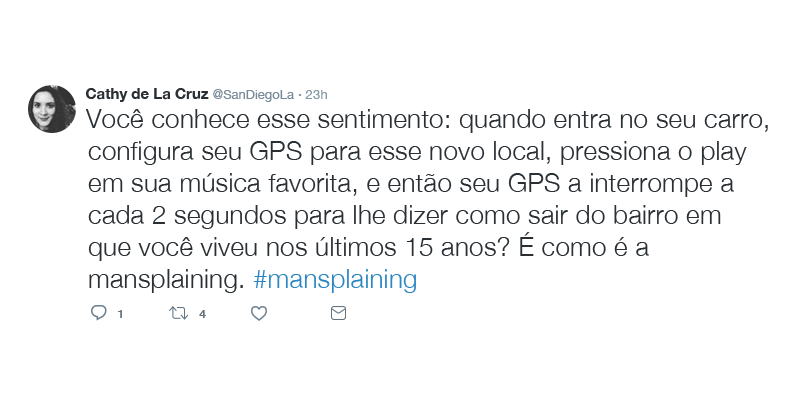 Cathy de La Cruz @SanDiegoLa · 23h
Você conhece esse sentimento: quando entra no seu carro,
configura seu GPS para esse novo local, pressiona o play
em sua música favorita, e então seu GPS a interrompe a
cada 2 segundos para lhe dizer como sair do bairro em
que você viveu nos últimos 15 anos? É como é a
mansplaining. #mansplaining
1 4